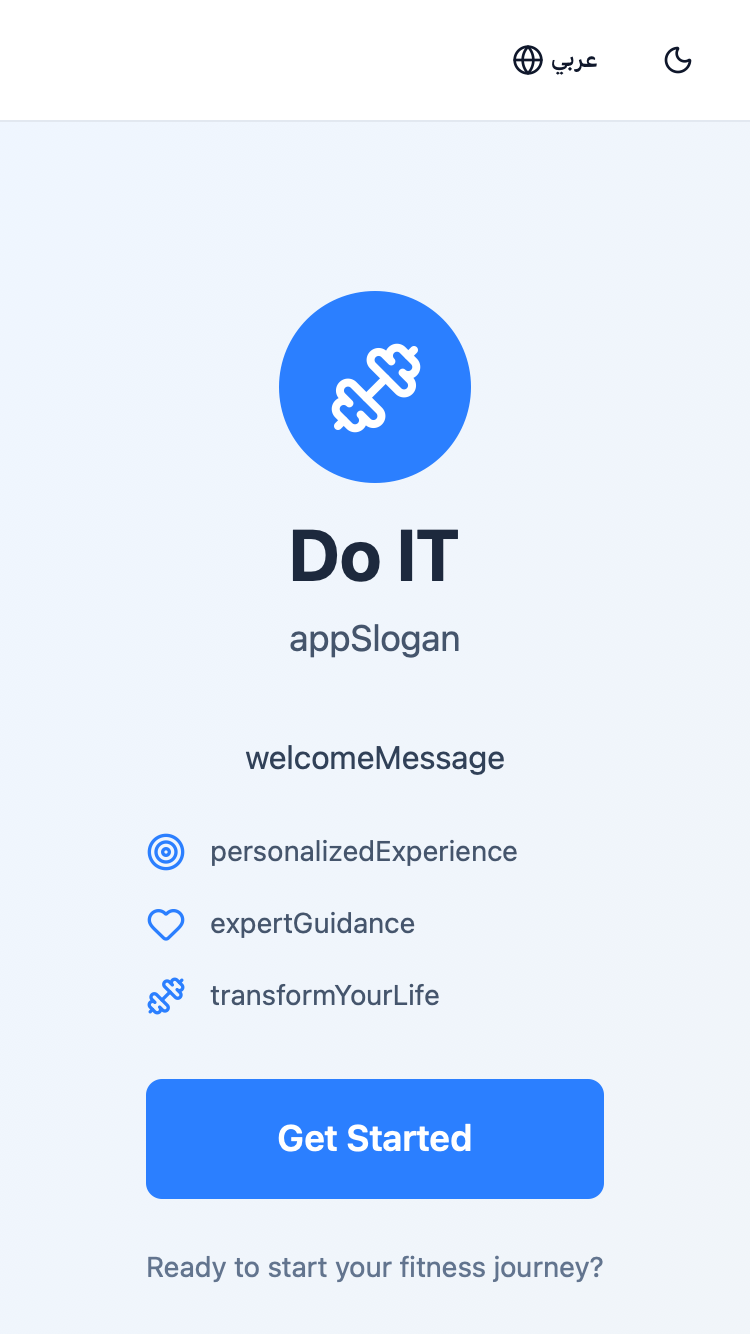 عربي
Do IT
appSlogan
welcomeMessage
personalizedExperience
expertGuidance
transformYourLife
Get Started
Ready to start your fitness journey?